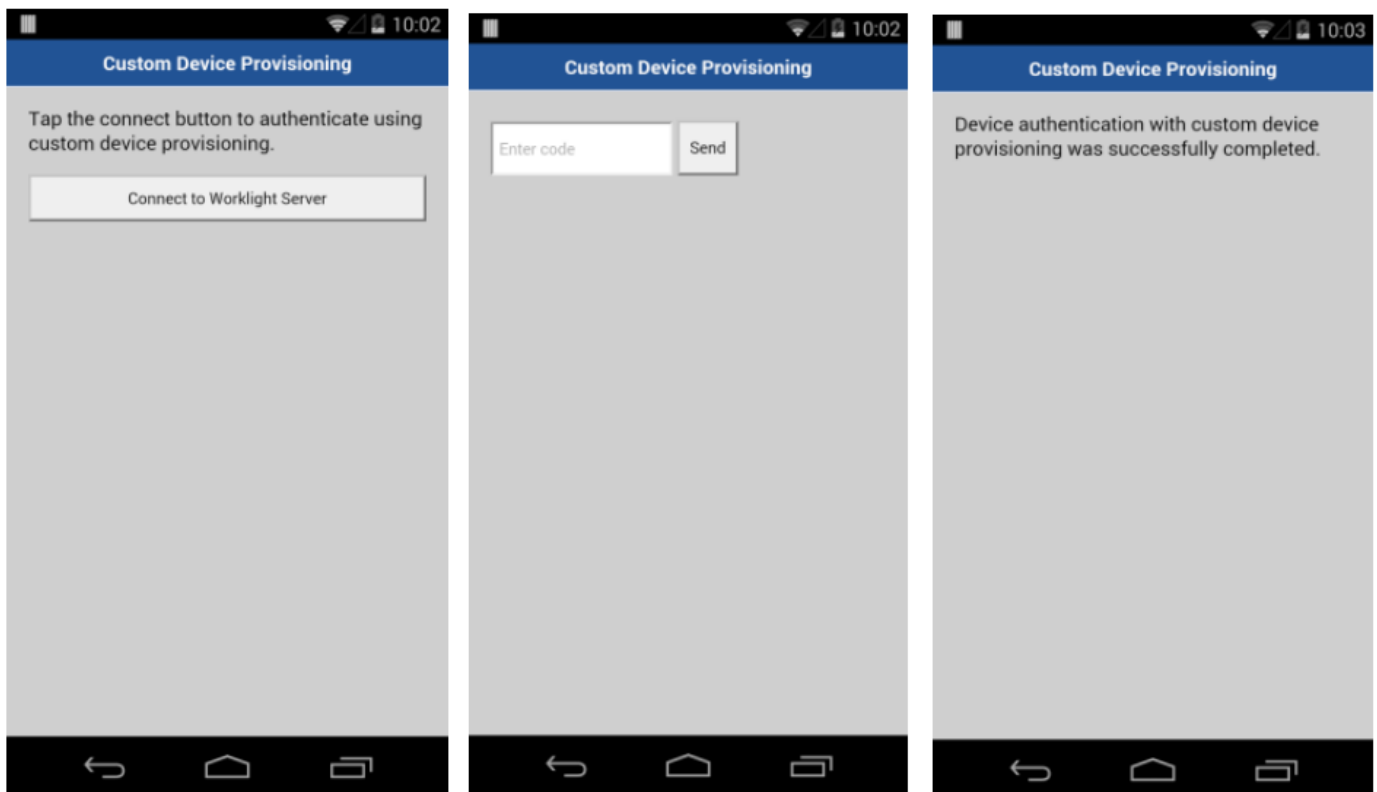 10:02
Custom Device Provisioning
Tap the connect button to authenticate using
custom device provisioning.
Connect to Worklight Server
10:02
Custom Device Provisioning
Enter code
Send
10:03
Custom Device Provisioning
Device authentication with custom device
provisioning was successfully completed.